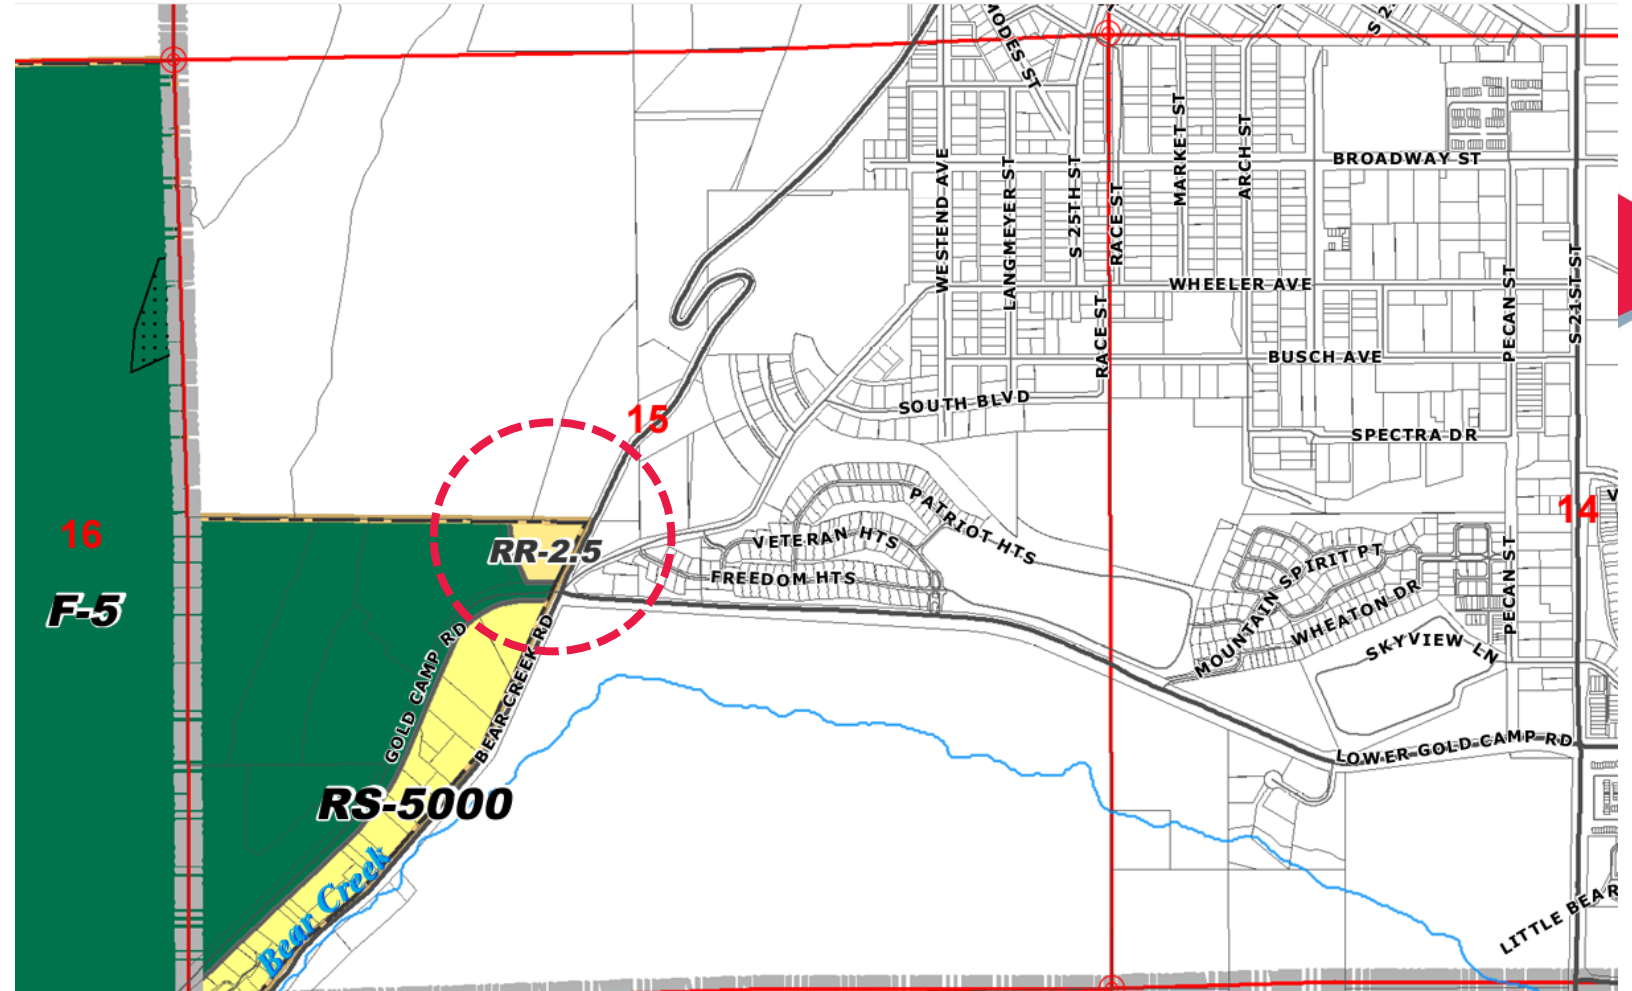 MODES ST
S 2
WESTEND AVE
LANGMEYER ST
S 25TH ST
RACE ST
MARKET ST
ARCH ST
BROADWAY ST
WHEELER AVE
RACE ST
PECAN ST
S 21ST ST
BUSCH AVE
SOUTH BLVD
15
SPECTRA DR
16
14
V
PATRIOT HTS
VETERAN HTS
RR-2.5
FREEDOM HTS
F-5
MOUNTAIN SPIRIT PT
PECAN ST
WHEATON DR
SKYVIEW LN
GOLD CAMP RD
BEAR CREEK RD
LOWER GOLD CAMP RD
RS-5000
Bear Creek
LITTLE BEAR